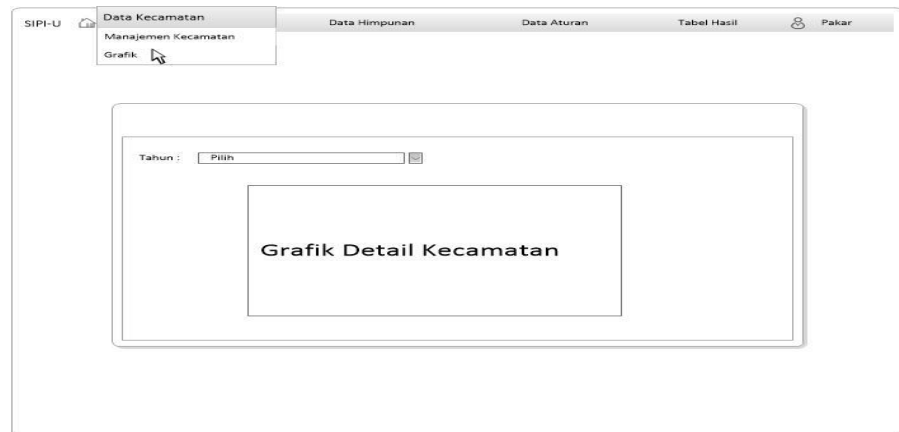 SIPI-U Data Kecamatan Data Himpunan Data Aturan Tabel Hasil Pakar
Manajemen Kecamatan
Grafik
Tahun : Pilih
Grafik Detail Kecamatan